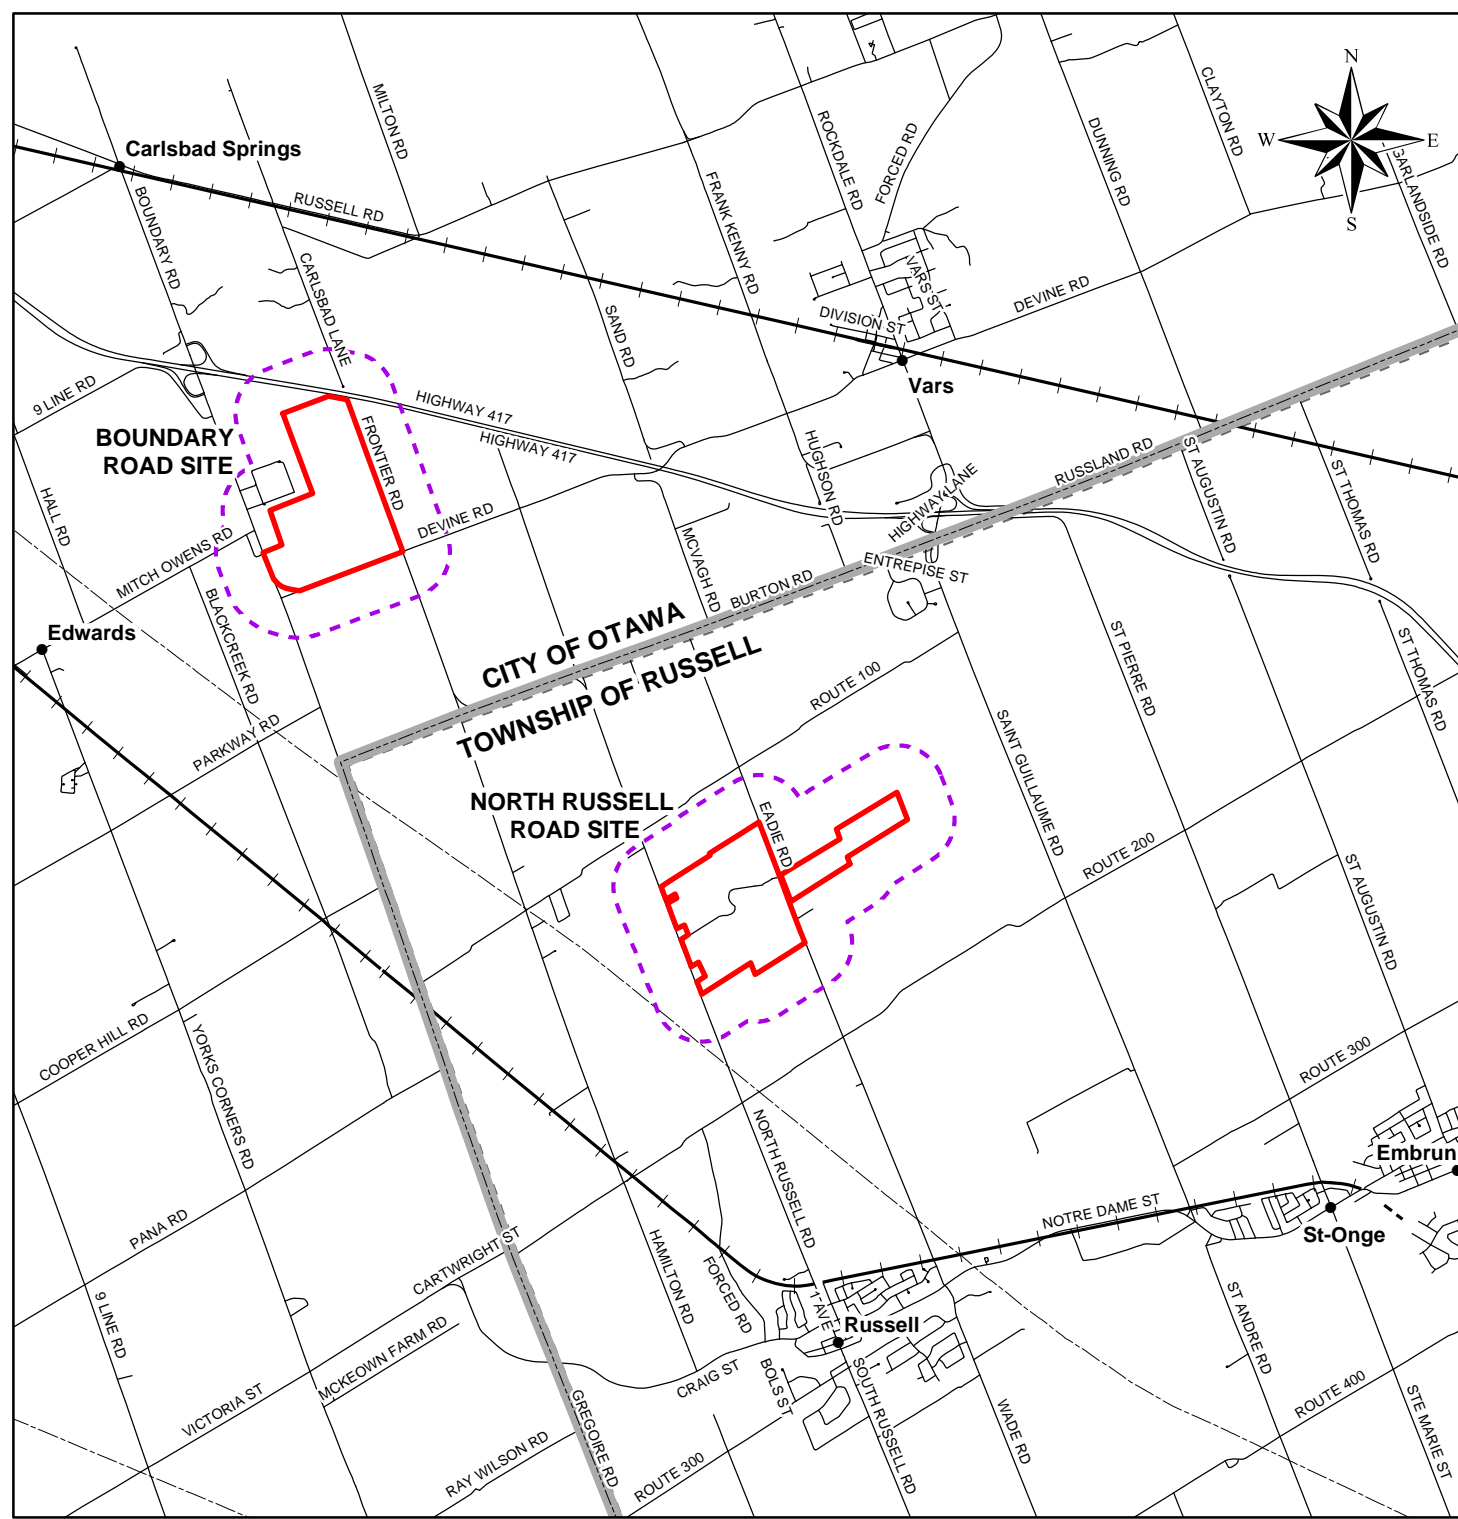 N
W
E
S
MILTON RD
CLAYTON RD
ROCKDALE RD
FORCED RD
DUNNING RD
GARLANDSIDE RD
Carlsbad Springs
RUSSELL RD
BOUNDARY RD
FRANK KENNY RD
CARLSBAD LANE
VARS ST
DEVINE RD
SAND RD
DIVISION ST
Vars
9 LINE RD
HIGHWAY 417
HIGHWAY 417
BOUNDARY
ROAD SITE
FRONTIER RD
HUGHSON RD
RUSSLAND RD
ST AUGUSTIN RD
ST THOMAS RD
HALL RD
DEVINE RD
HIGHWAY LANE
MITCH OWENS RD
MCVAGH RD
ENTREPISE ST
BURTON RD
BLACKCREEK RD
Edwards
CITY OF OTAWA
TOWNSHIP OF RUSSELL
ST PIERRE RD
ST THOMAS RD
ROUTE 100
PARKWAY RD
SAINT GUILLAUME RD
NORTH RUSSELL
ROAD SITE
EADIE RD
ROUTE 200
ST AUGUSTIN RD
COOPER HILL RD
YORKS CORNERS RD
ROUTE 300
NORTH RUSSELL RD
Embrun
PANA RD
NOTRE DAME ST
St-Onge
CARTWRIGHT ST
HAMILTON RD
FORCED RD
9 LINE RD
1 AVE
Russell
ST ANDRE RD
MCKEOWN FARM RD
VICTORIA ST
CRAIG ST
BOLS ST
SOUTH RUSSELL RD
ROUTE 400
STE MARIE ST
GREGOIRE RD
WADE RD
RAY WILSON RD
ROUTE 300